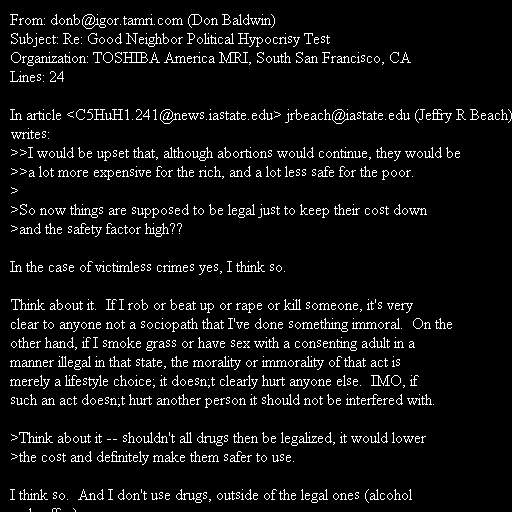 From: donb@igor.tamri.com (Don Baldwin)
Subject: Re: Good Neighbor Political Hypocrisy Test
Organization: TOSHIBA America MRI, South San Francisco, CA
Lines: 24

In article <C5HuH1.241@news.iastate.edu> jrbeach@iastate.edu (Jeffry R Beach)
writes:
>>I would be upset that, although abortions would continue, they would be
>>a lot more expensive for the rich, and a lot less safe for the poor.
>
>So now things are supposed to be legal just to keep their cost down
>and the safety factor high??

In the case of victimless crimes yes, I think so.

Think about it.  If I rob or beat up or rape or kill someone, it's very
clear to anyone not a sociopath that I've done something immoral.  On the
other hand, if I smoke grass or have sex with a consenting adult in a
manner illegal in that state, the morality or immorality of that act is
merely a lifestyle choice; it doesn;t clearly hurt anyone else.  IMO, if
such an act doesn;t hurt another person it should not be interfered with.

>Think about it -- shouldn't all drugs then be legalized, it would lower
>the cost and definitely make them safer to use.

I think so.  And I don't use drugs, outside of the legal ones (alcohol